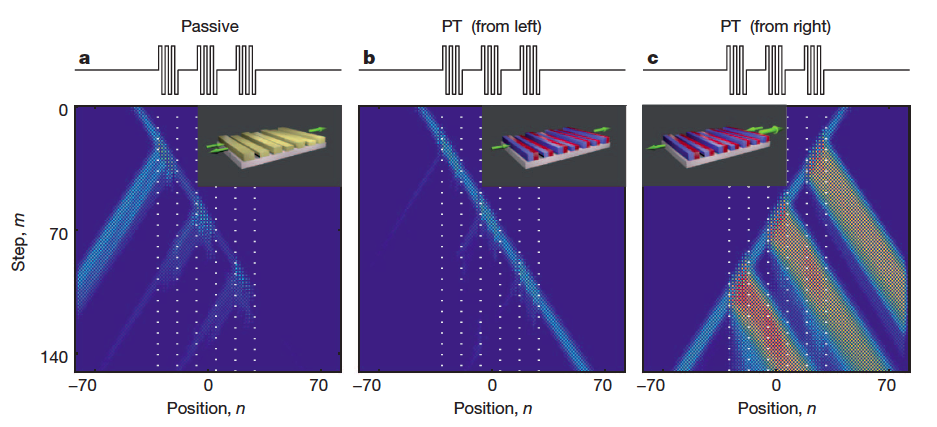 Passive
PT (from left)
PT (from right)
a
b
c
0
70
140
Step, m
−70
0
70
−70
0
70
−70
0
70
Position, n
Position, n
Position, n